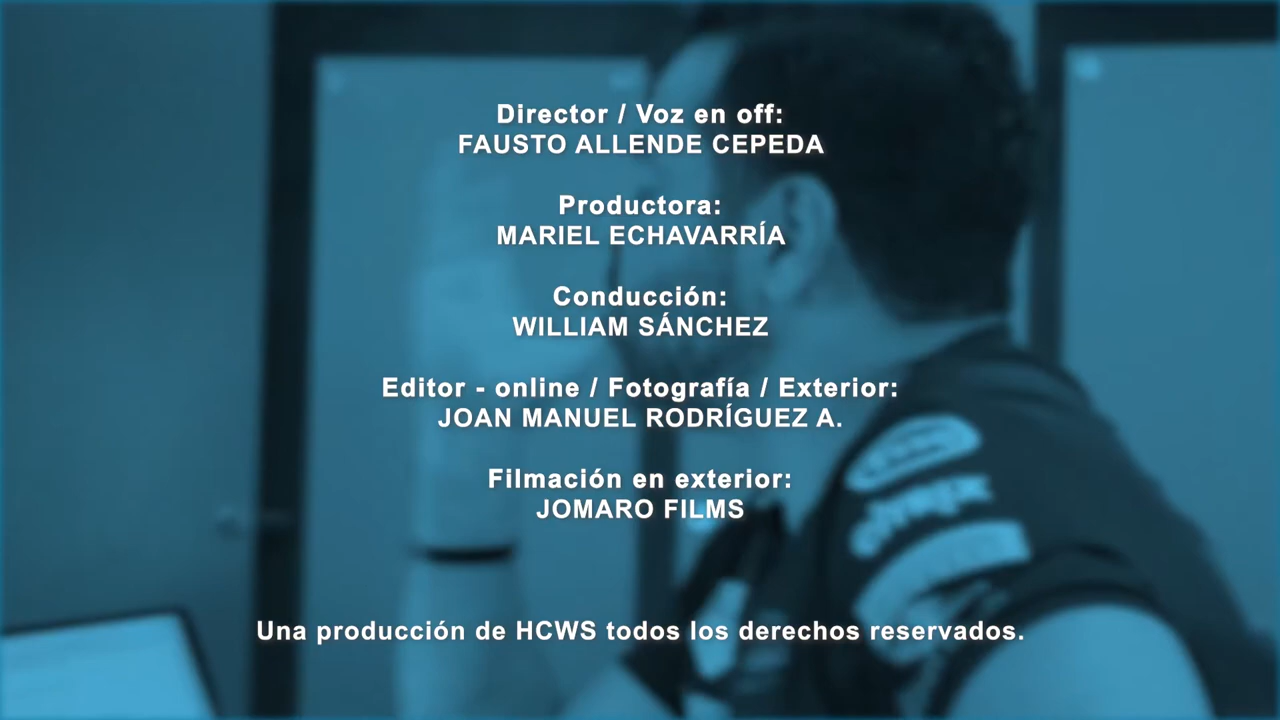 Director / Voz en off:
FAUSTO ALLENDE CEPEDA
Productora:
MARIEL ECHAVARRÍA
Conducción:
WILLIAM SÁNCHEZ
Editor - online / Fotografía / Exterior:
JOAN MANUEL RODRÍGUEZ A.
Filmación en exterior:
JOMARO FILMS
Una producción de HCWS todos los derechos reservados.